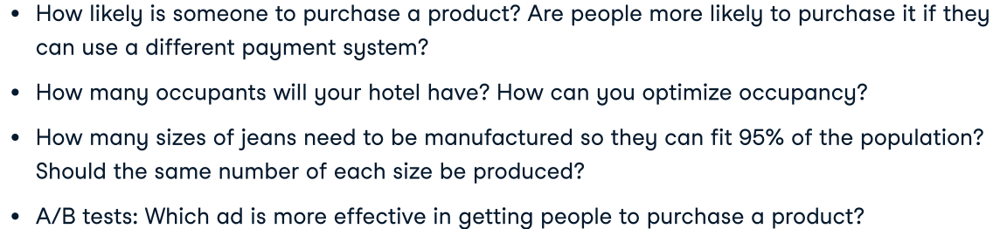 • How likely is someone to purchase a product? Are people more likely to purchase it if they
can use a different payment system?
• How many occupants will your hotel have? How can you optimize occupancy?
• How many sizes of jeans need to be manufactured so they can fit 95% of the population?
Should the same number of each size be produced?
• A/B tests: Which ad is more effective in getting people to purchase a product?